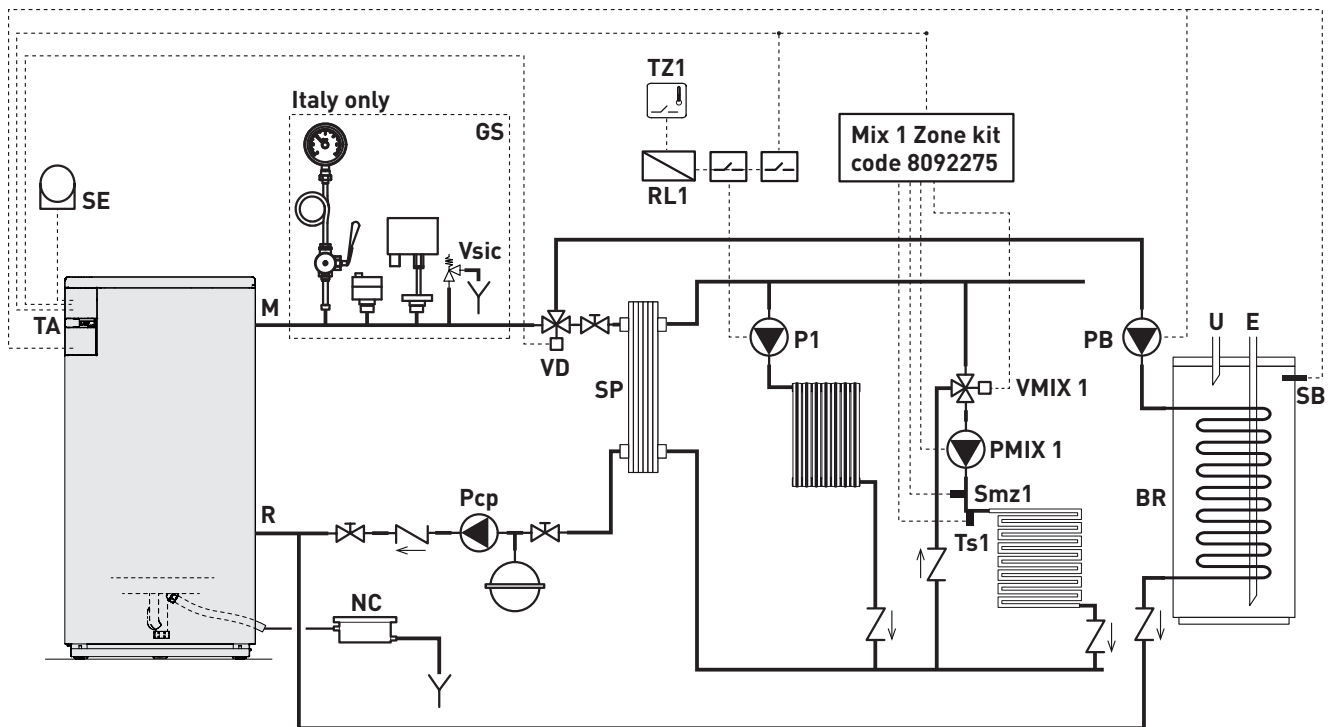 Italy only
GS
TZ1
Mix 1 Zone kit
code 8092275
RL1
SE
Vsic
M
TA
VD
SP
P1
PB
U
E
VMIX 1
SB
PMIX 1
Smz1
Ts1
BR
R
Pcp
NC